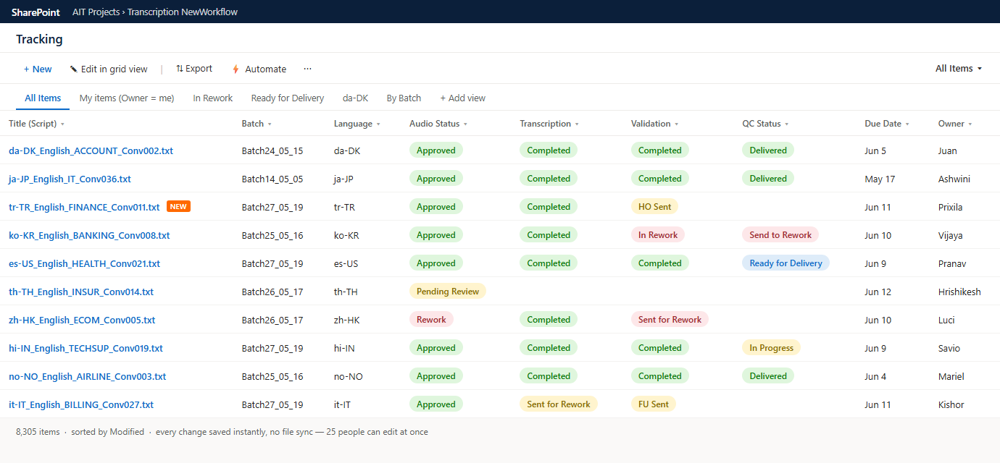 SharePoint AIT Projects › Transcription NewWorkflow
Tracking
+ New Edit in grid view | ⇅ Export Automate ··· All Items
All Items My items (Owner = me) In Rework Ready for Delivery da-DK By Batch + Add view
Title (Script) Batch Language Audio Status Transcription Validation QC Status Due Date Owner
da-DK_English_ACCOUNT_Conv002.txt Batch24_05_15 da-DK Approved Completed Completed Delivered Jun 5 Juan
ja-JP_English_IT_Conv036.txt Batch14_05_05 ja-JP Approved Completed Completed Delivered May 17 Ashwini
tr-TR_English_FINANCE_Conv011.txt NEW Batch27_05_19 tr-TR Approved Completed HO Sent Jun 11 Prixila
ko-KR_English_BANKING_Conv008.txt Batch25_05_16 ko-KR Approved Completed In Rework Send to Rework Jun 10 Vijaya
es-US_English_HEALTH_Conv021.txt Batch27_05_19 es-US Approved Completed Completed Ready for Delivery Jun 9 Pranav
th-TH_English_INSUR_Conv014.txt Batch26_05_17 th-TH Pending Review Jun 12 Hrishikesh
zh-HK_English_ECOM_Conv005.txt Batch26_05_17 zh-HK Rework Completed Sent for Rework Jun 10 Luci
hi-IN_English_TECHSUP_Conv019.txt Batch27_05_19 hi-IN Approved Completed Completed In Progress Jun 9 Savio
no-NO_English_AIRLINE_Conv003.txt Batch25_05_16 no-NO Approved Completed Completed Delivered Jun 4 Mariel
it-IT_English_BILLING_Conv027.txt Batch27_05_19 it-IT Approved Sent for Rework FU Sent Jun 11 Kishor
8,305 items · sorted by Modified · every change saved instantly, no file sync — 25 people can edit at once